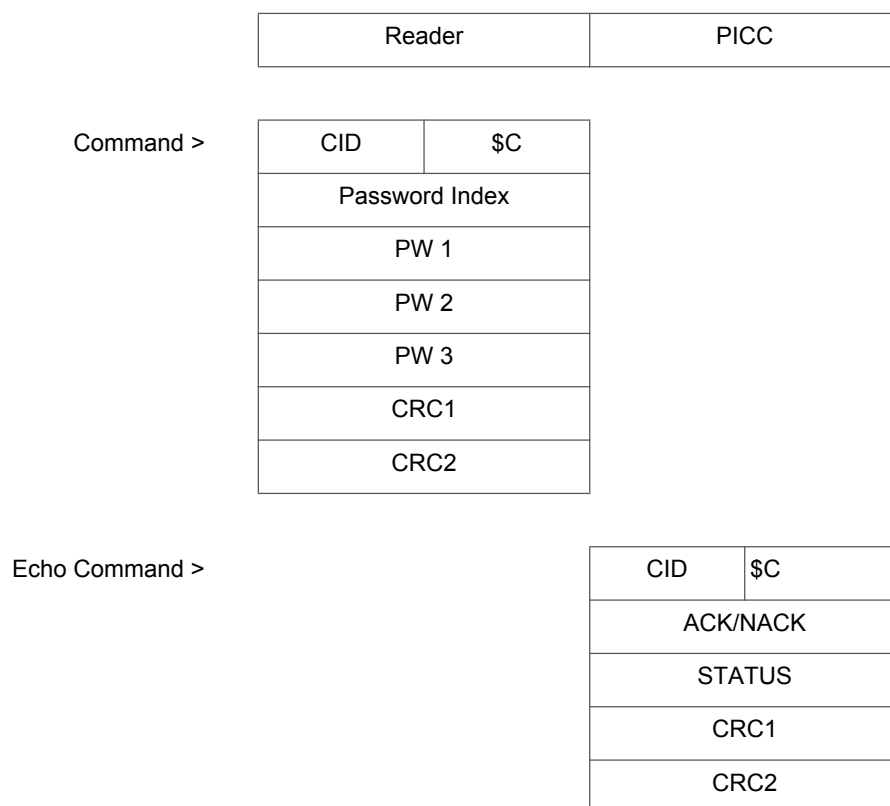 Reader PICC
Command > CID $C
Password Index
PW 1
PW 2
PW 3
CRC1
CRC2
Echo Command > CID $C
ACK/NACK
STATUS
CRC1
CRC2